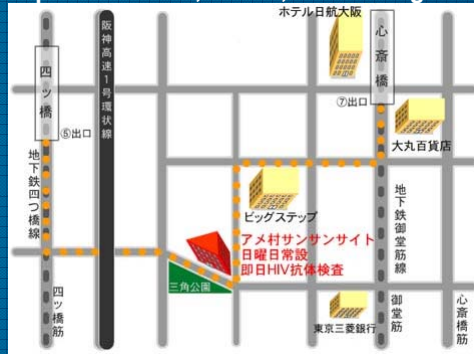 ホテル日航大阪
心斎橋
阪神高速1号環状線
四ツ橋
⑦出口
⑥出口
大丸百貨店
地下鉄四つ橋線
地下鉄御堂筋線
ビッグステップ
アメ村サンサンサイト
日曜日常設
即日HIV抗体検査
三角公園
四ツ橋筋
御堂筋
心斎橋筋
東京三菱銀行